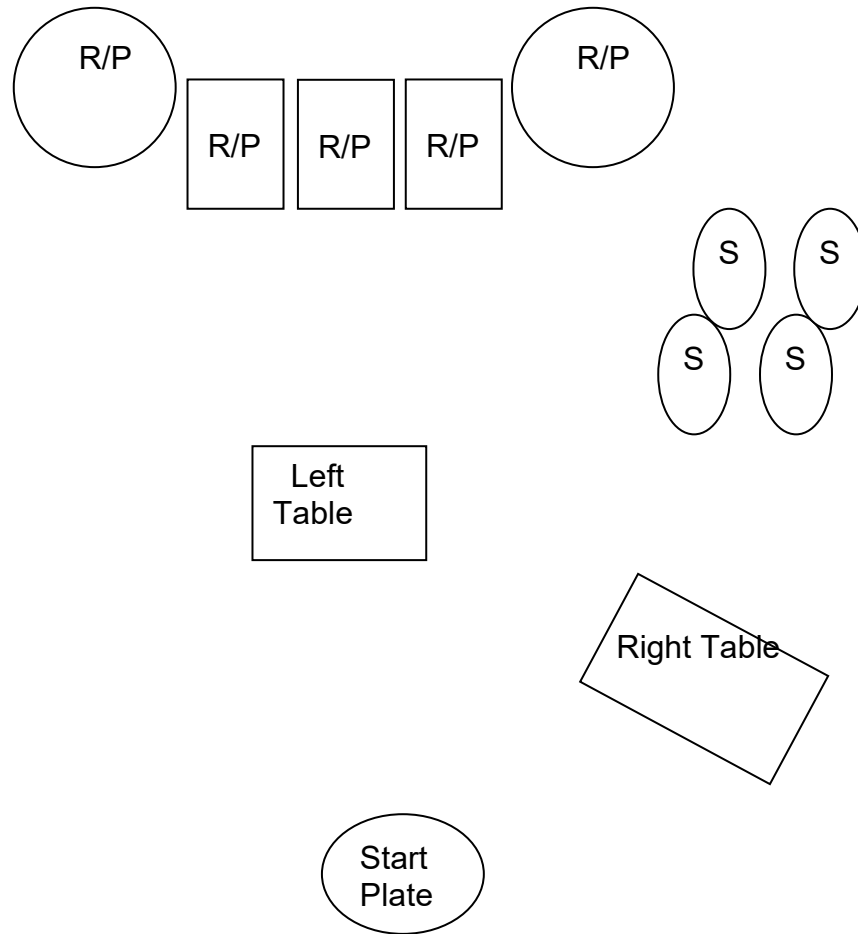 R/P
R/P
R/P
R/P
R/P
S
S
S
S
Left
Table
Right Table
Start
Plate